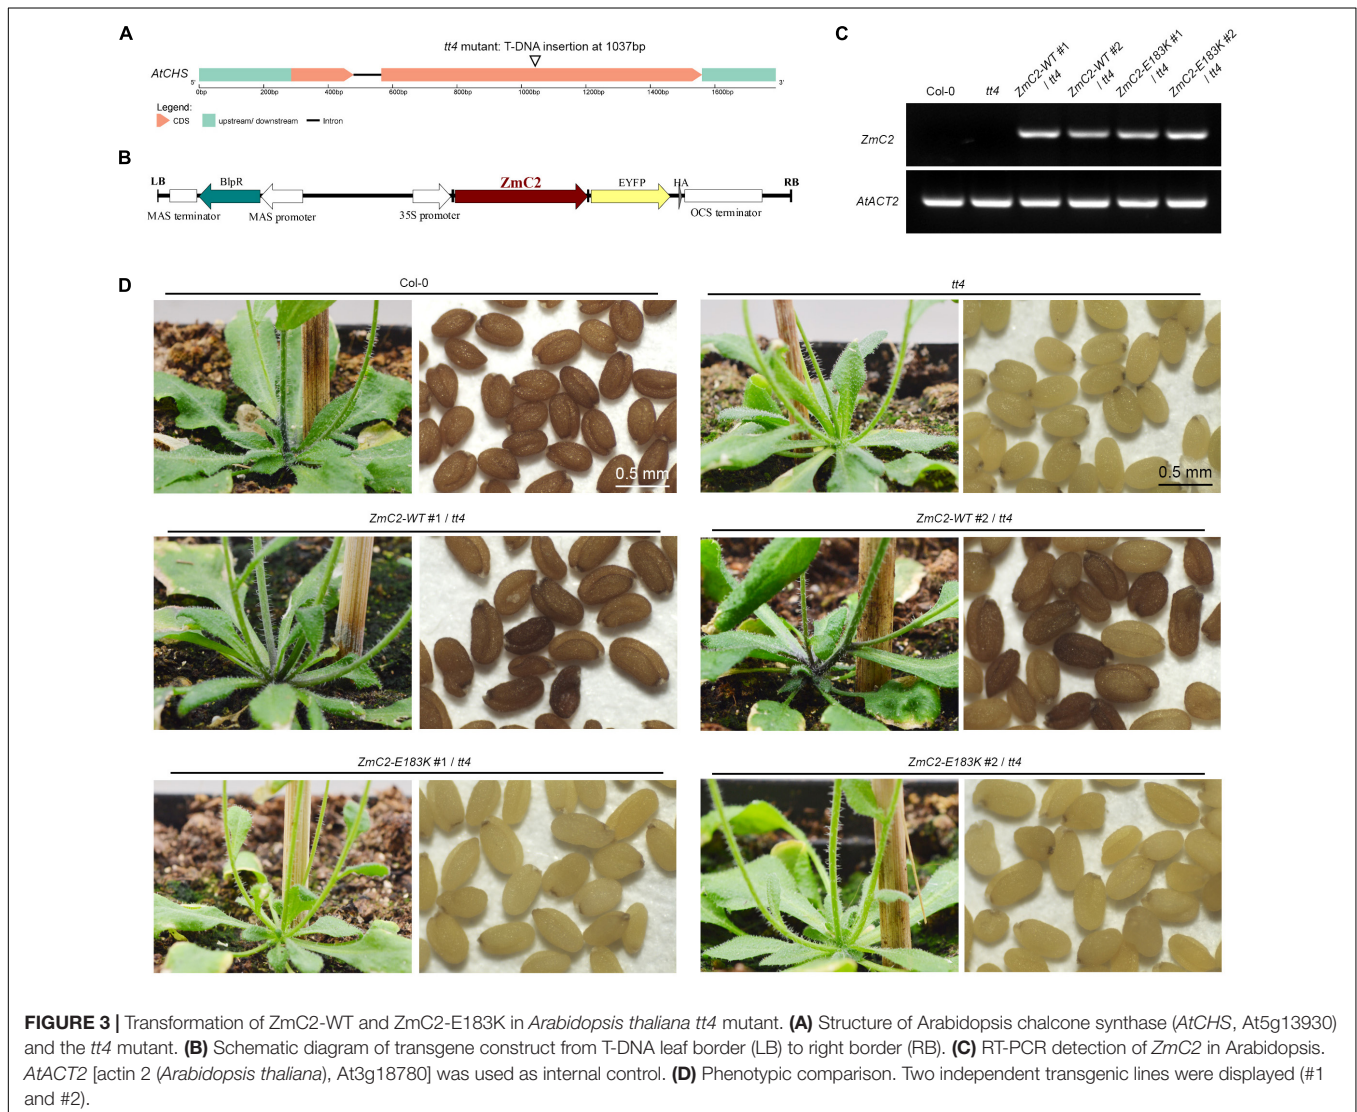 A
tt4 mutant: T-DNA insertion at 1037bp
AtCHS
5'
3'
0bp 200bp 400bp 600bp 800bp 1000bp 1200bp 1400bp 1600bp
Legend:
CDS upstream/ downstream Intron
B
LB BlpR ZmC2 EYFP HA RB
MAS terminator MAS promoter 35S promoter OCS terminator
C
Col-0 tt4 ZmC2-WT #1 / tt4 ZmC2-WT #2 / tt4 ZmC2-E183K #1 / tt4 ZmC2-E183K #2 / tt4
ZmC2
AtACT2
D
Col-0
tt4
0.5 mm
0.5 mm
ZmC2-WT #1 / tt4
ZmC2-WT #2 / tt4
ZmC2-E183K #1 / tt4
ZmC2-E183K #2 / tt4
FIGURE 3 | Transformation of ZmC2-WT and ZmC2-E183K in Arabidopsis thaliana tt4 mutant. (A) Structure of Arabidopsis chalcone synthase (AtCHS, At5g13930)
and the tt4 mutant. (B) Schematic diagram of transgene construct from T-DNA leaf border (LB) to right border (RB). (C) RT-PCR detection of ZmC2 in Arabidopsis.
AtACT2 [actin 2 (Arabidopsis thaliana), At3g18780] was used as internal control. (D) Phenotypic comparison. Two independent transgenic lines were displayed (#1
and #2).